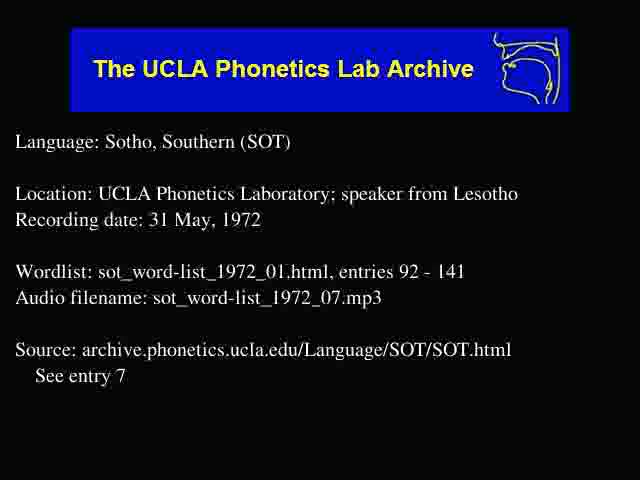 The UCLA Phonetics Lab Archive
Language: Sotho, Southern (SOT)
Location: UCLA Phonetics Laboratory; speaker from Lesotho
Recording date: 31 May, 1972
Wordlist: sot_word-list_1972_01.html, entries 92 - 141
Audio filename: sot_word-list_1972_07.mp3
Source: archive.phonetics.ucla.edu/Language/SOT/SOT.html
See entry 7